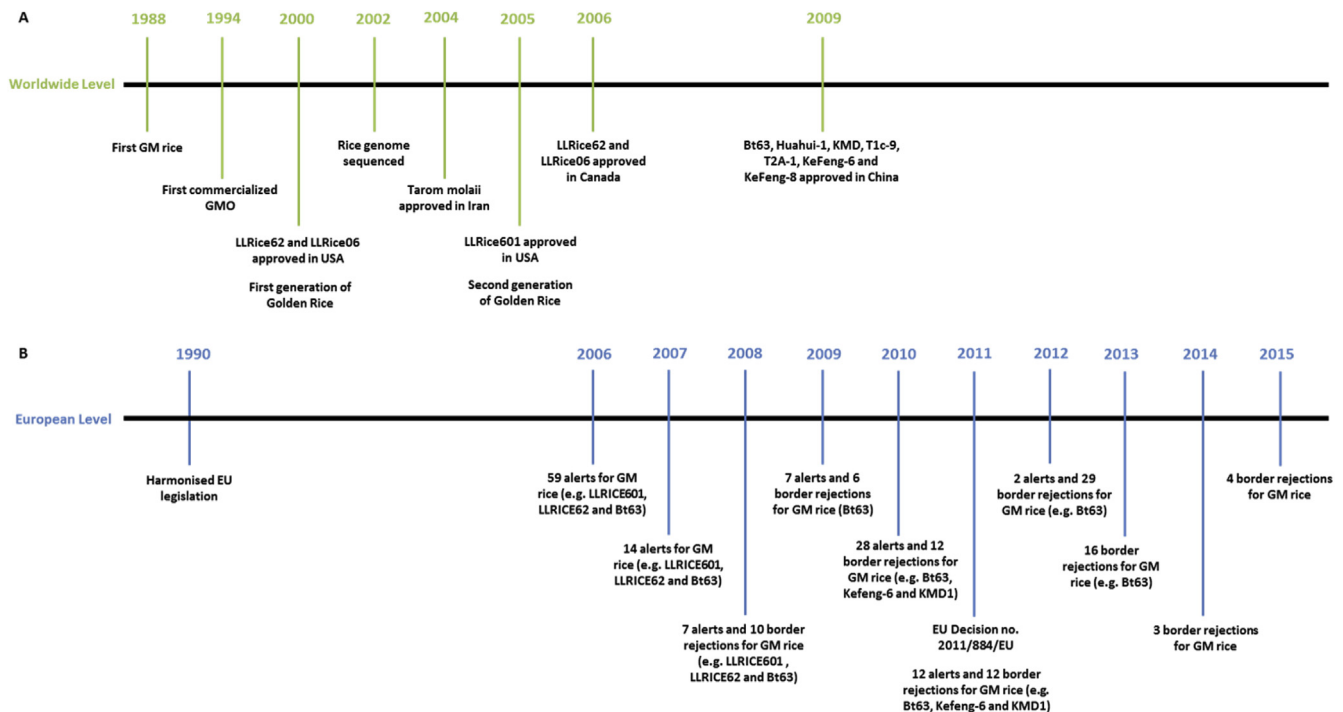 A
1988
1994
2000
2002
2004
2005
2006
2009
Worldwide Level
First GM rice
First commercialized
GMO
LLRice62 and LLRice06
approved in USA
First generation of
Golden Rice
Rice genome
sequenced
Tarom molaii
approved in Iran
LLRice601 approved
in USA
Second generation
of Golden Rice
LLRice62 and
LLRice06 approved
in Canada
Bt63, Huahui-1, KMD, T1c-9,
T2A-1, KeFeng-6 and
KeFeng-8 approved in China
B
1990
2006
2007
2008
2009
2010
2011
2012
2013
2014
2015
European Level
Harmonised EU
legislation
59 alerts for GM
rice (e.g. LLRICE601,
LLRICE62 and Bt63)
14 alerts for GM
rice (e.g. LLRICE601,
LLRICE62 and Bt63)
7 alerts and 10 border
rejections for GM rice
(e.g. LLRICE601 ,
LLRICE62 and Bt63)
7 alerts and 6
border rejections
for GM rice (Bt63)
28 alerts and 12
border rejections for
GM rice (e.g. Bt63,
Kefeng-6 and KMD1)
EU Decision no.
2011/884/EU
12 alerts and 12 border
rejections for GM rice (e.g.
Bt63, Kefeng-6 and KMD1)
2 alerts and 29
border rejections for
GM rice (e.g. Bt63)
16 border
rejections for GM
rice (e.g. Bt63)
3 border rejections
for GM rice
4 border rejections
for GM rice